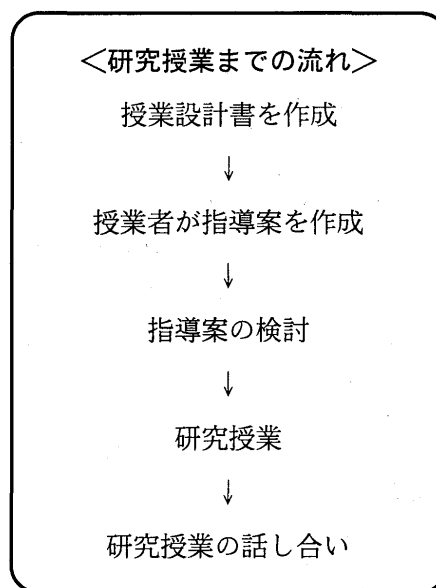 ＜研究授業までの流れ＞
授業設計書を作成
↓
授業者が指導案を作成
↓
指導案の検討
↓
研究授業
↓
研究授業の話し合い